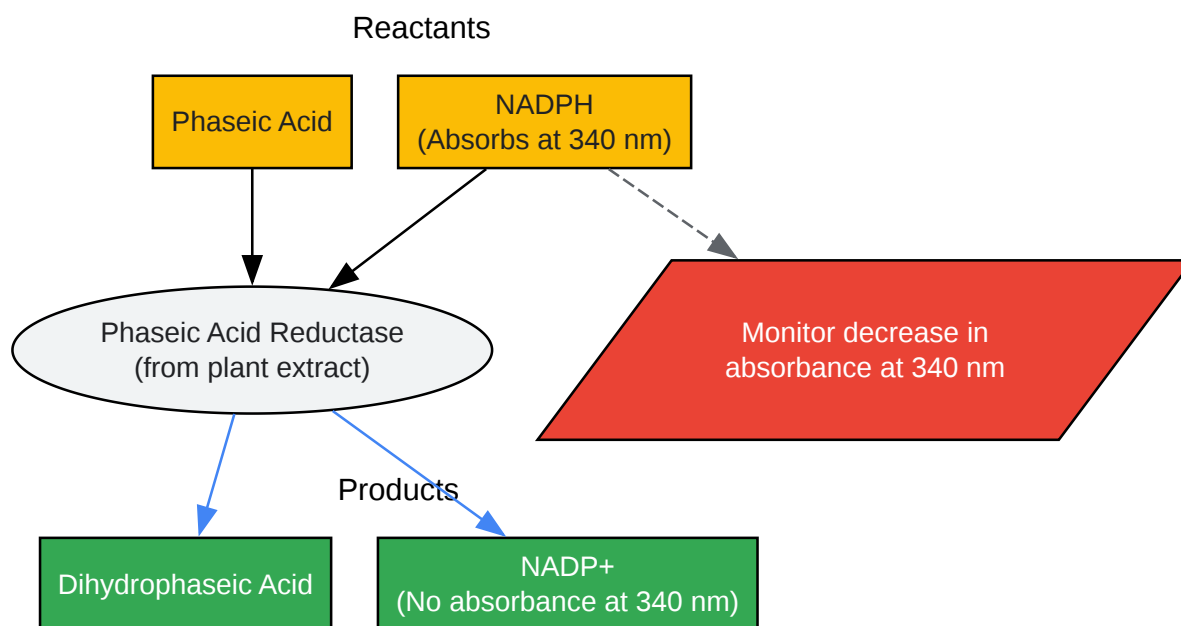 Reactants
Phaseic Acid
NADPH
(Absorbs at 340 nm)
Phaseic Acid Reductase
(from plant extract)
Monitor decrease in
absorbance at 340 nm
Products
Dihydrophaseic Acid
NADP+
(No absorbance at 340 nm)